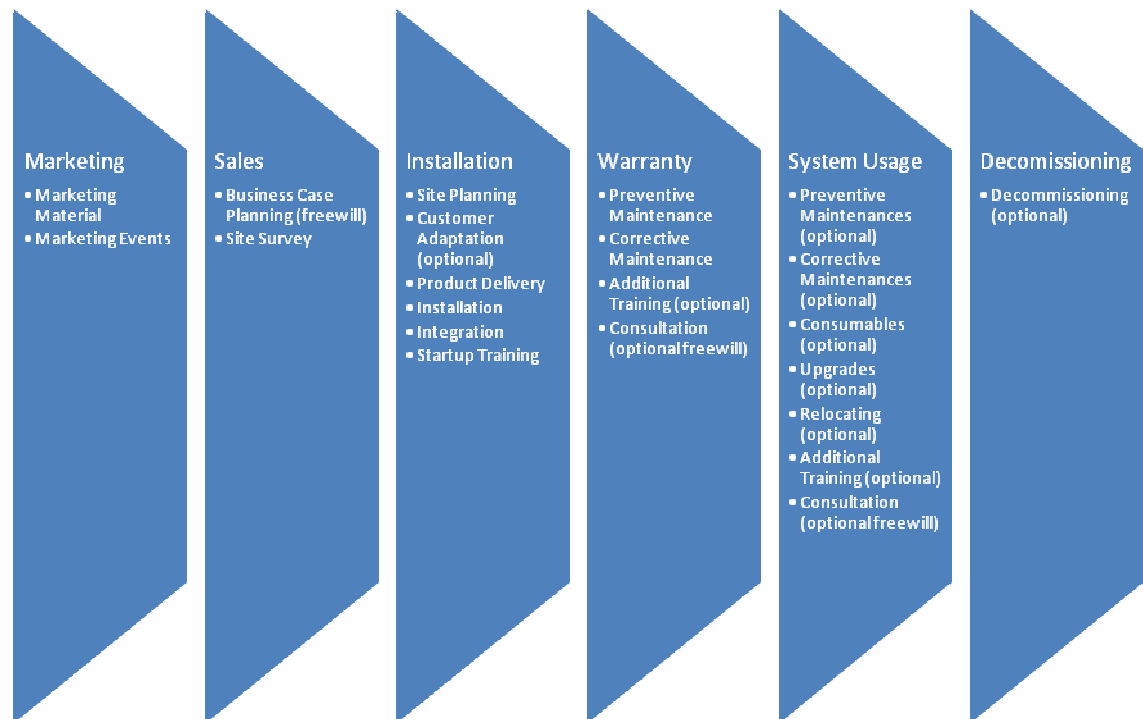 Marketing
• Marketing
Material
• Marketing Events
Sales
• Business Case
Planning (freewill)
• Site Survey
Installation
• Site Planning
• Customer
Adaptation
(optional)
• Product Delivery
• Installation
• Integration
• Startup Training
Warranty
• Preventive
Maintenance
• Corrective
Maintenance
• Additional
Training (optional)
• Consultation
(optional freewill)
System Usage
• Preventive
Maintenances
(optional)
• Corrective
Maintenances
(optional)
• Consumables
(optional)
• Upgrades
(optional)
• Relocating
(optional)
• Additional
Training (optional)
• Consultation
(optional freewill)
Decomissioning
• Decommissioning
(optional)